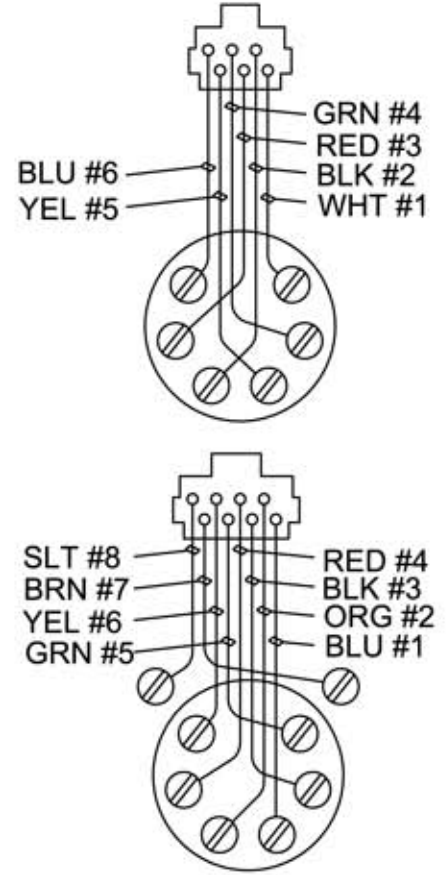 GRN #4
RED #3
BLU #6
BLK #2
YEL #5
WHT #1
SLT #8
RED #4
BRN #7
BLK #3
YEL #6
ORG #2
GRN #5
BLU #1